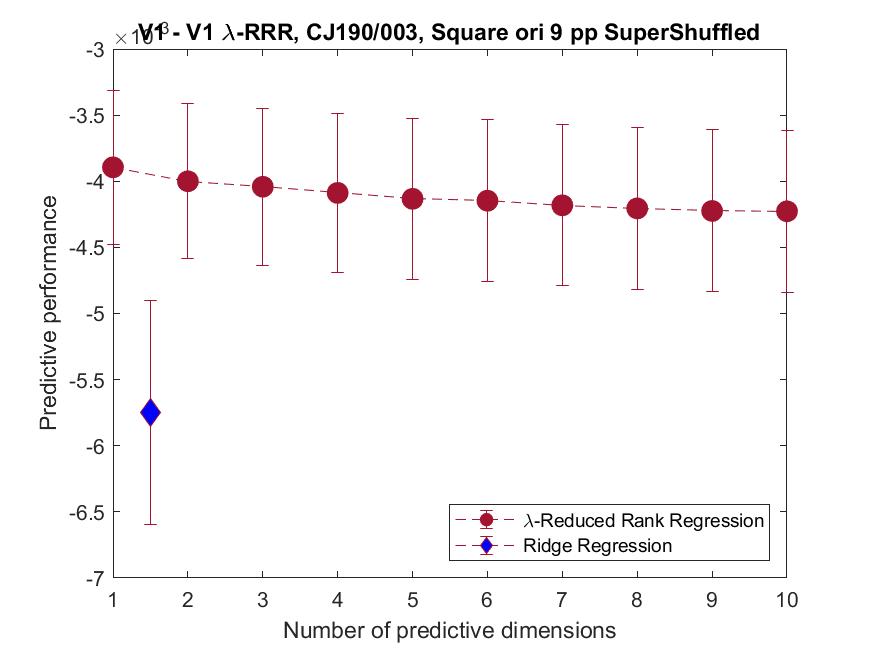 V1 - V1 λ-RRR, CJ190/003, Square ori 9 pp SuperShuffled
-3
-3.5
-4
-4.5
-5
-5.5
-6
-6.5
-7
Predictive performance
λ-Reduced Rank Regression
Ridge Regression
1 2 3 4 5 6 7 8 9 10
Number of predictive dimensions